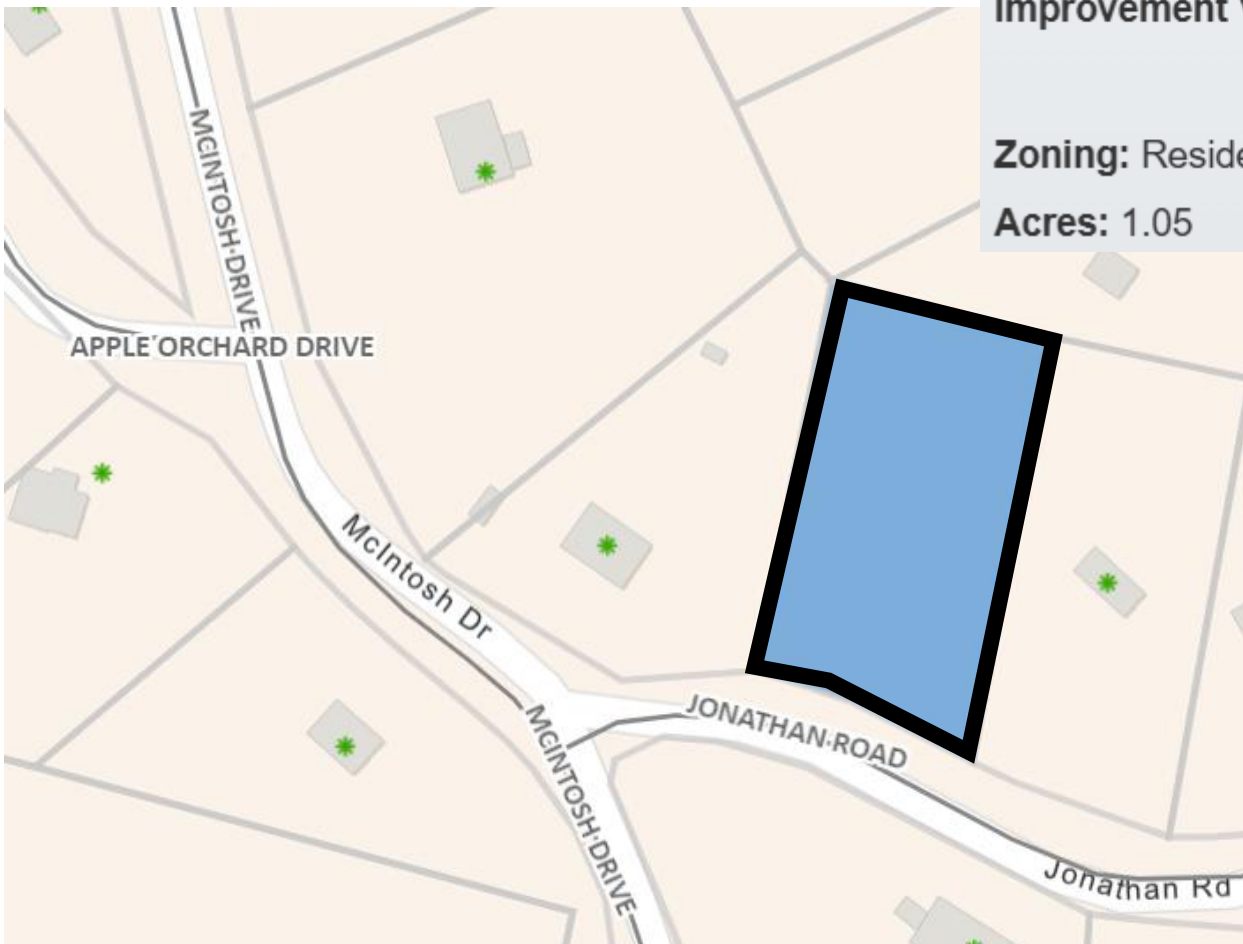 Improvement
Zoning: Reside
Acres: 1.05
MCINTOSH DRIVE
APPLE ORCHARD DRIVE
McIntosh Dr
JONATHAN ROAD
MCINTOSH DRIVE
Jonathan Rd